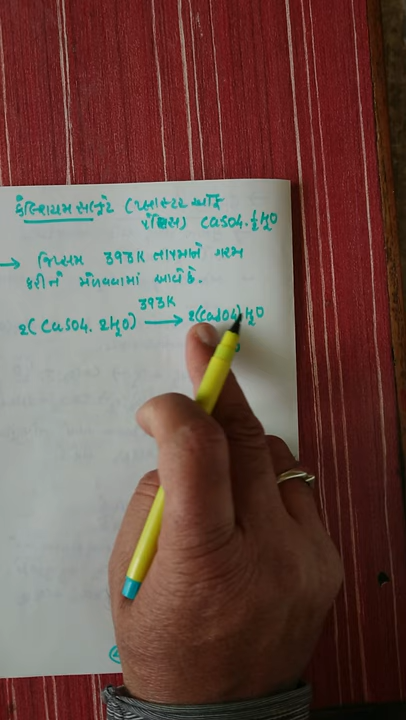 કેલ્શિયમ સલ્ફેટ (પ્લાસ્ટર ઓફ
પેરિસ) CaSO4.½H2O
→ જિપ્સમ 393K તાપમાને ગરમ
કરીને મેળવવામાં આવે છે.
393K
2(CaSO4. 2H2O) → 2(CaSO4)H2O